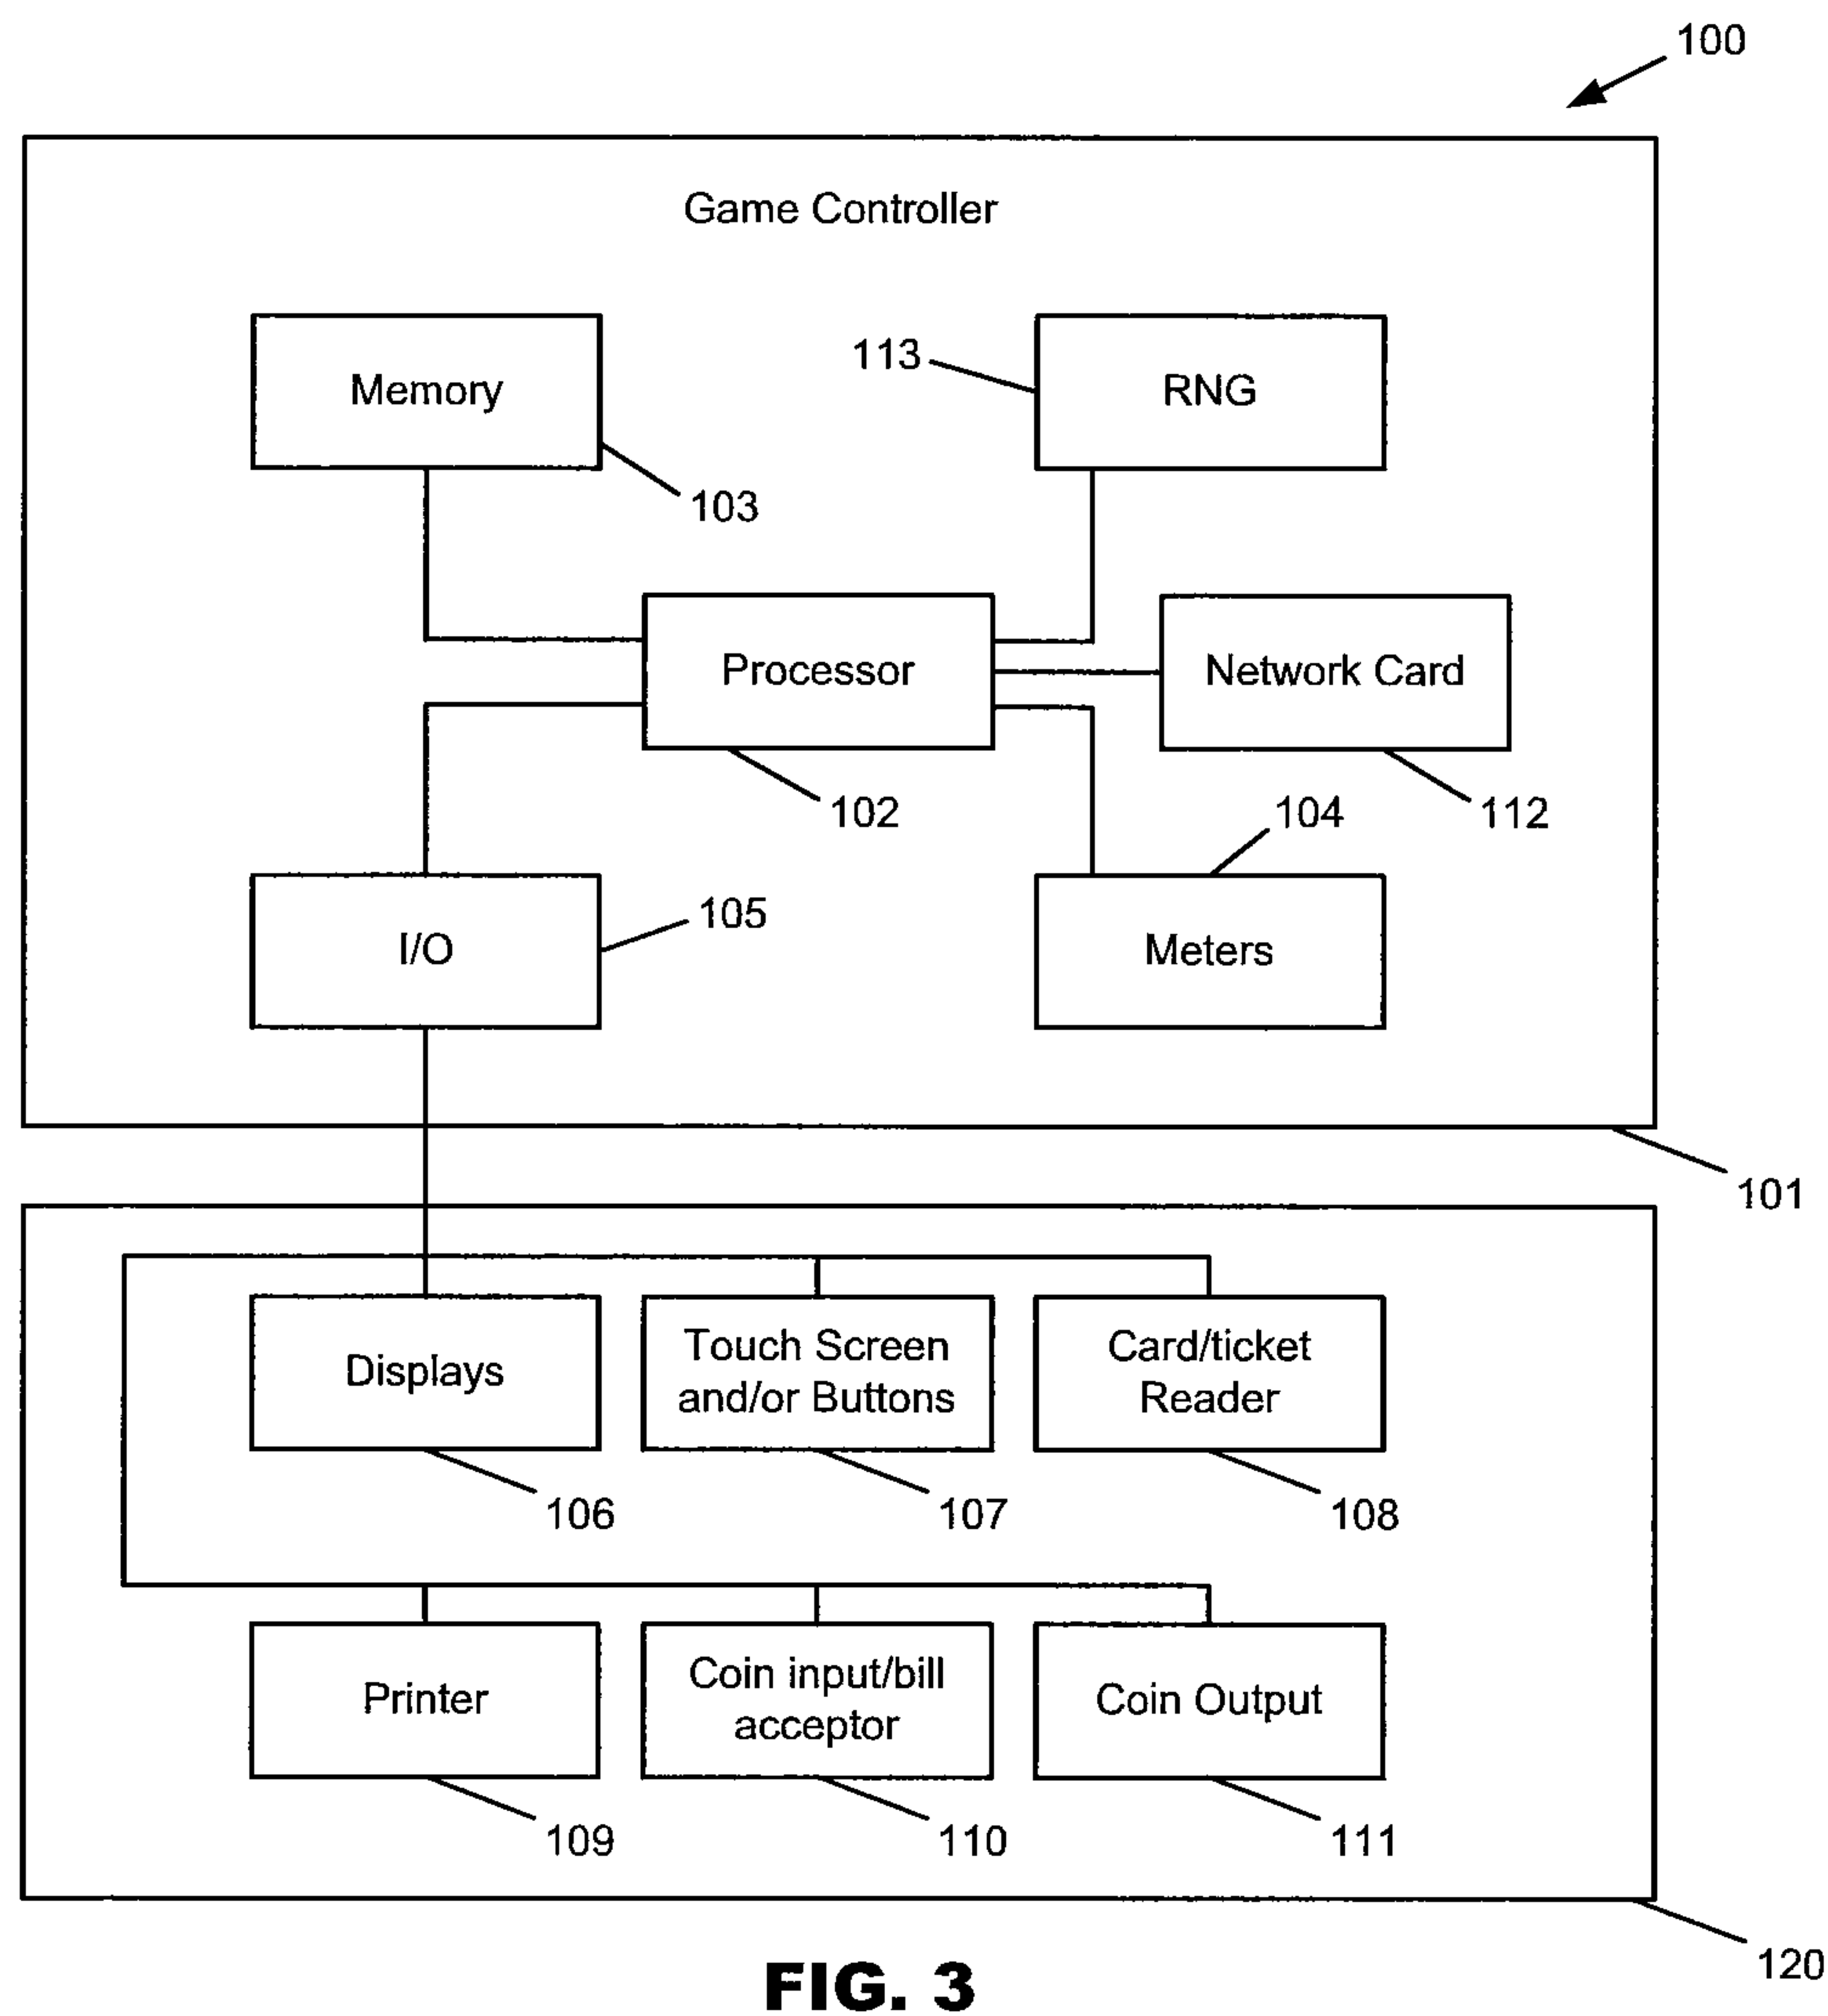 100
Game Controller
Memory
113
RNG
103
Processor
Network Card
102
104
112
I/O
105
Meters
101
Displays
Touch Screen
and/or Buttons
Card/ticket
Reader
106
107
108
Printer
Coin input/bill
acceptor
Coin Output
109
110
111
120
FIG. 3